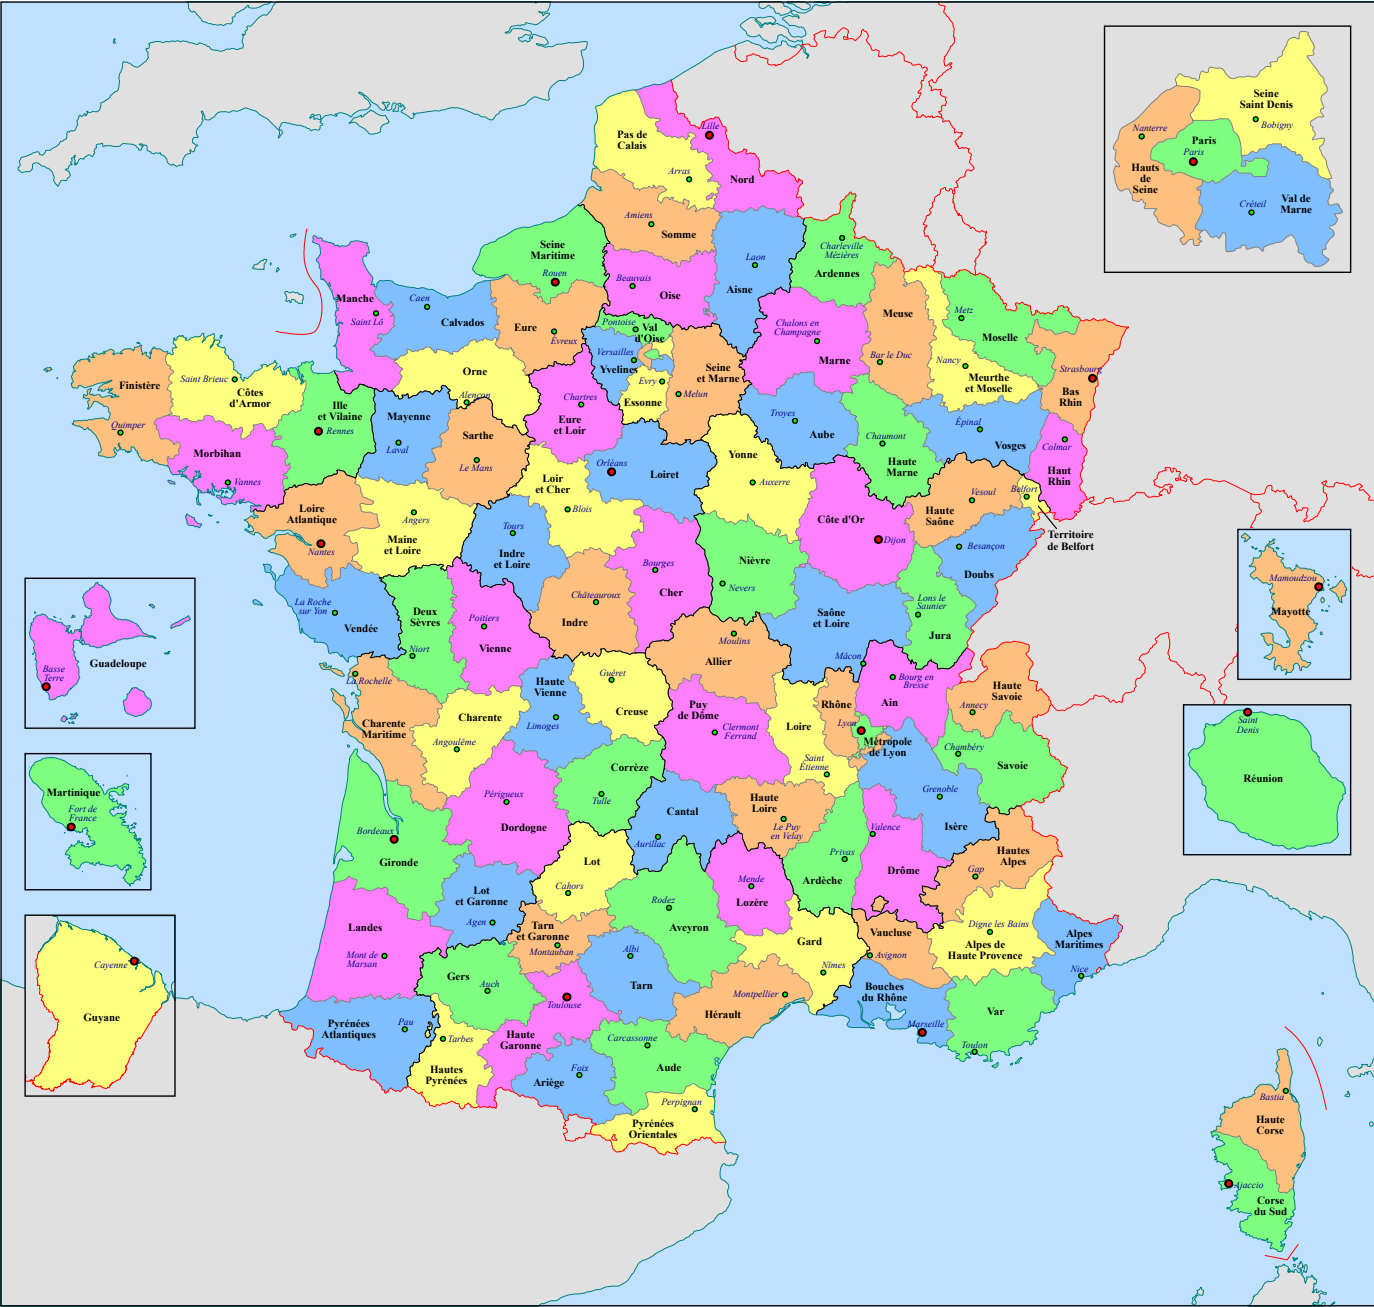 Seine
Saint Denis
Bobigny
Nanterre
Paris
Paris
Hauts
de
Seine
Créteil
Val de
Marne
Pas de
Calais
Lille
Arras
Nord
Amiens
Somme
Seine
Maritime
Rouen
Beauvais
Oise
Laon
Aisne
Charleville
Mézières
Ardennes
Manche
Saint Lô
Caen
Calvados
Eure
Évreux
Pontoise
Val
d'Oise
Versailles
Yvelines
Evry
Essonne
Seine
et Marne
Melun
Chalons en
Champagne
Marne
Meuse
Bar le Duc
Metz
Moselle
Nancy
Meurthe
et Moselle
Strasbourg
Bas
Rhin
Finistère
Quimper
Saint Brieuc
Côtes
d'Armor
Ille
et Vilaine
Rennes
Morbihan
Vannes
Orne
Alençon
Mayenne
Laval
Sarthe
Le Mans
Chartres
Eure
et Loir
Orléans
Loiret
Loir
et Cher
Blois
Yonne
Auxerre
Troyes
Aube
Chaumont
Haute
Marne
Épinal
Vosges
Colmar
Haut
Rhin
Loire
Atlantique
Nantes
Angers
Maine
et Loire
Tours
Indre
et Loire
Bourges
Cher
Nièvre
Nevers
Côte d'Or
Dijon
Vesoul
Haute
Saône
Belfort
Territoire
de Belfort
Besançon
Doubs
Lons le
Saunier
Jura
Saône
et Loire
Mâcon
La Roche
sur Yon
Vendée
Deux
Sèvres
Niort
Poitiers
Vienne
Châteauroux
Indre
Moulins
Allier
Guéret
Creuse
Haute
Vienne
Limoges
La Rochelle
Charente
Maritime
Charente
Angoulême
Puy
de Dôme
Clermont
Ferrand
Loire
Saint
Étienne
Rhône
Lyon
Métropole
de Lyon
Ain
Bourg en
Bresse
Haute
Savoie
Annecy
Chambéry
Savoie
Grenoble
Isère
Corrèze
Tulle
Périgueux
Dordogne
Bordeaux
Gironde
Cantal
Aurillac
Haute
Loire
Le Puy
en Velay
Valence
Drôme
Privas
Ardèche
Hautes
Alpes
Gap
Lot
Cahors
Lot
et Garonne
Agen
Rodez
Aveyron
Mende
Lozère
Landes
Mont de
Marsan
Tarn
et Garonne
Montauban
Albi
Tarn
Gard
Nîmes
Vaucluse
Avignon
Digne les Bains
Alpes de
Haute Provence
Alpes
Maritimes
Nice
Gers
Auch
Toulouse
Haute
Garonne
Montpellier
Hérault
Bouches
du Rhône
Marseille
Var
Toulon
Pyrénées
Atlantiques
Pau
Tarbes
Hautes
Pyrénées
Ariège
Foix
Carcassonne
Aude
Perpignan
Pyrénées
Orientales
Bastia
Haute
Corse
Ajaccio
Corse
du Sud
Guadeloupe
Basse
Terre
Martinique
Fort de
France
Cayenne
Guyane
Mamoudzou
Mayotte
Saint
Denis
Réunion